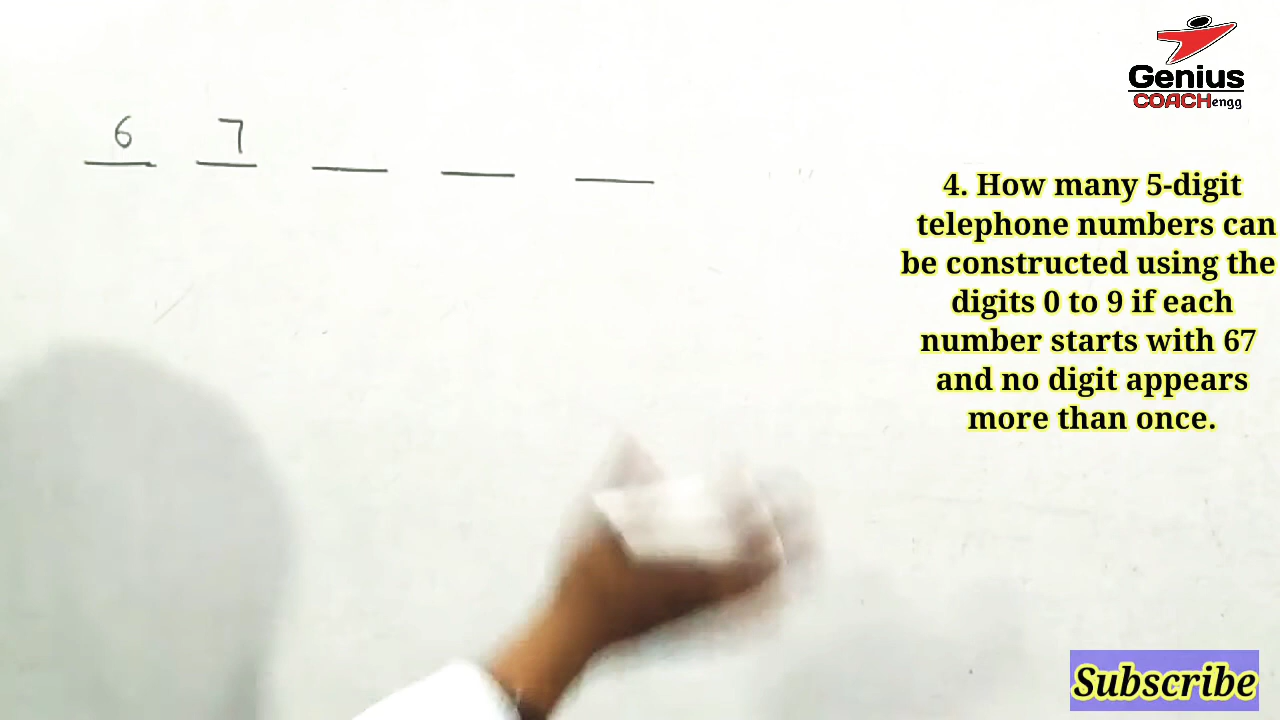 Genius
COACHengg
6 7
4. How many 5-digit
telephone numbers can
be constructed using the
digits 0 to 9 if each
number starts with 67
and no digit appears
more than once.
Subscribe